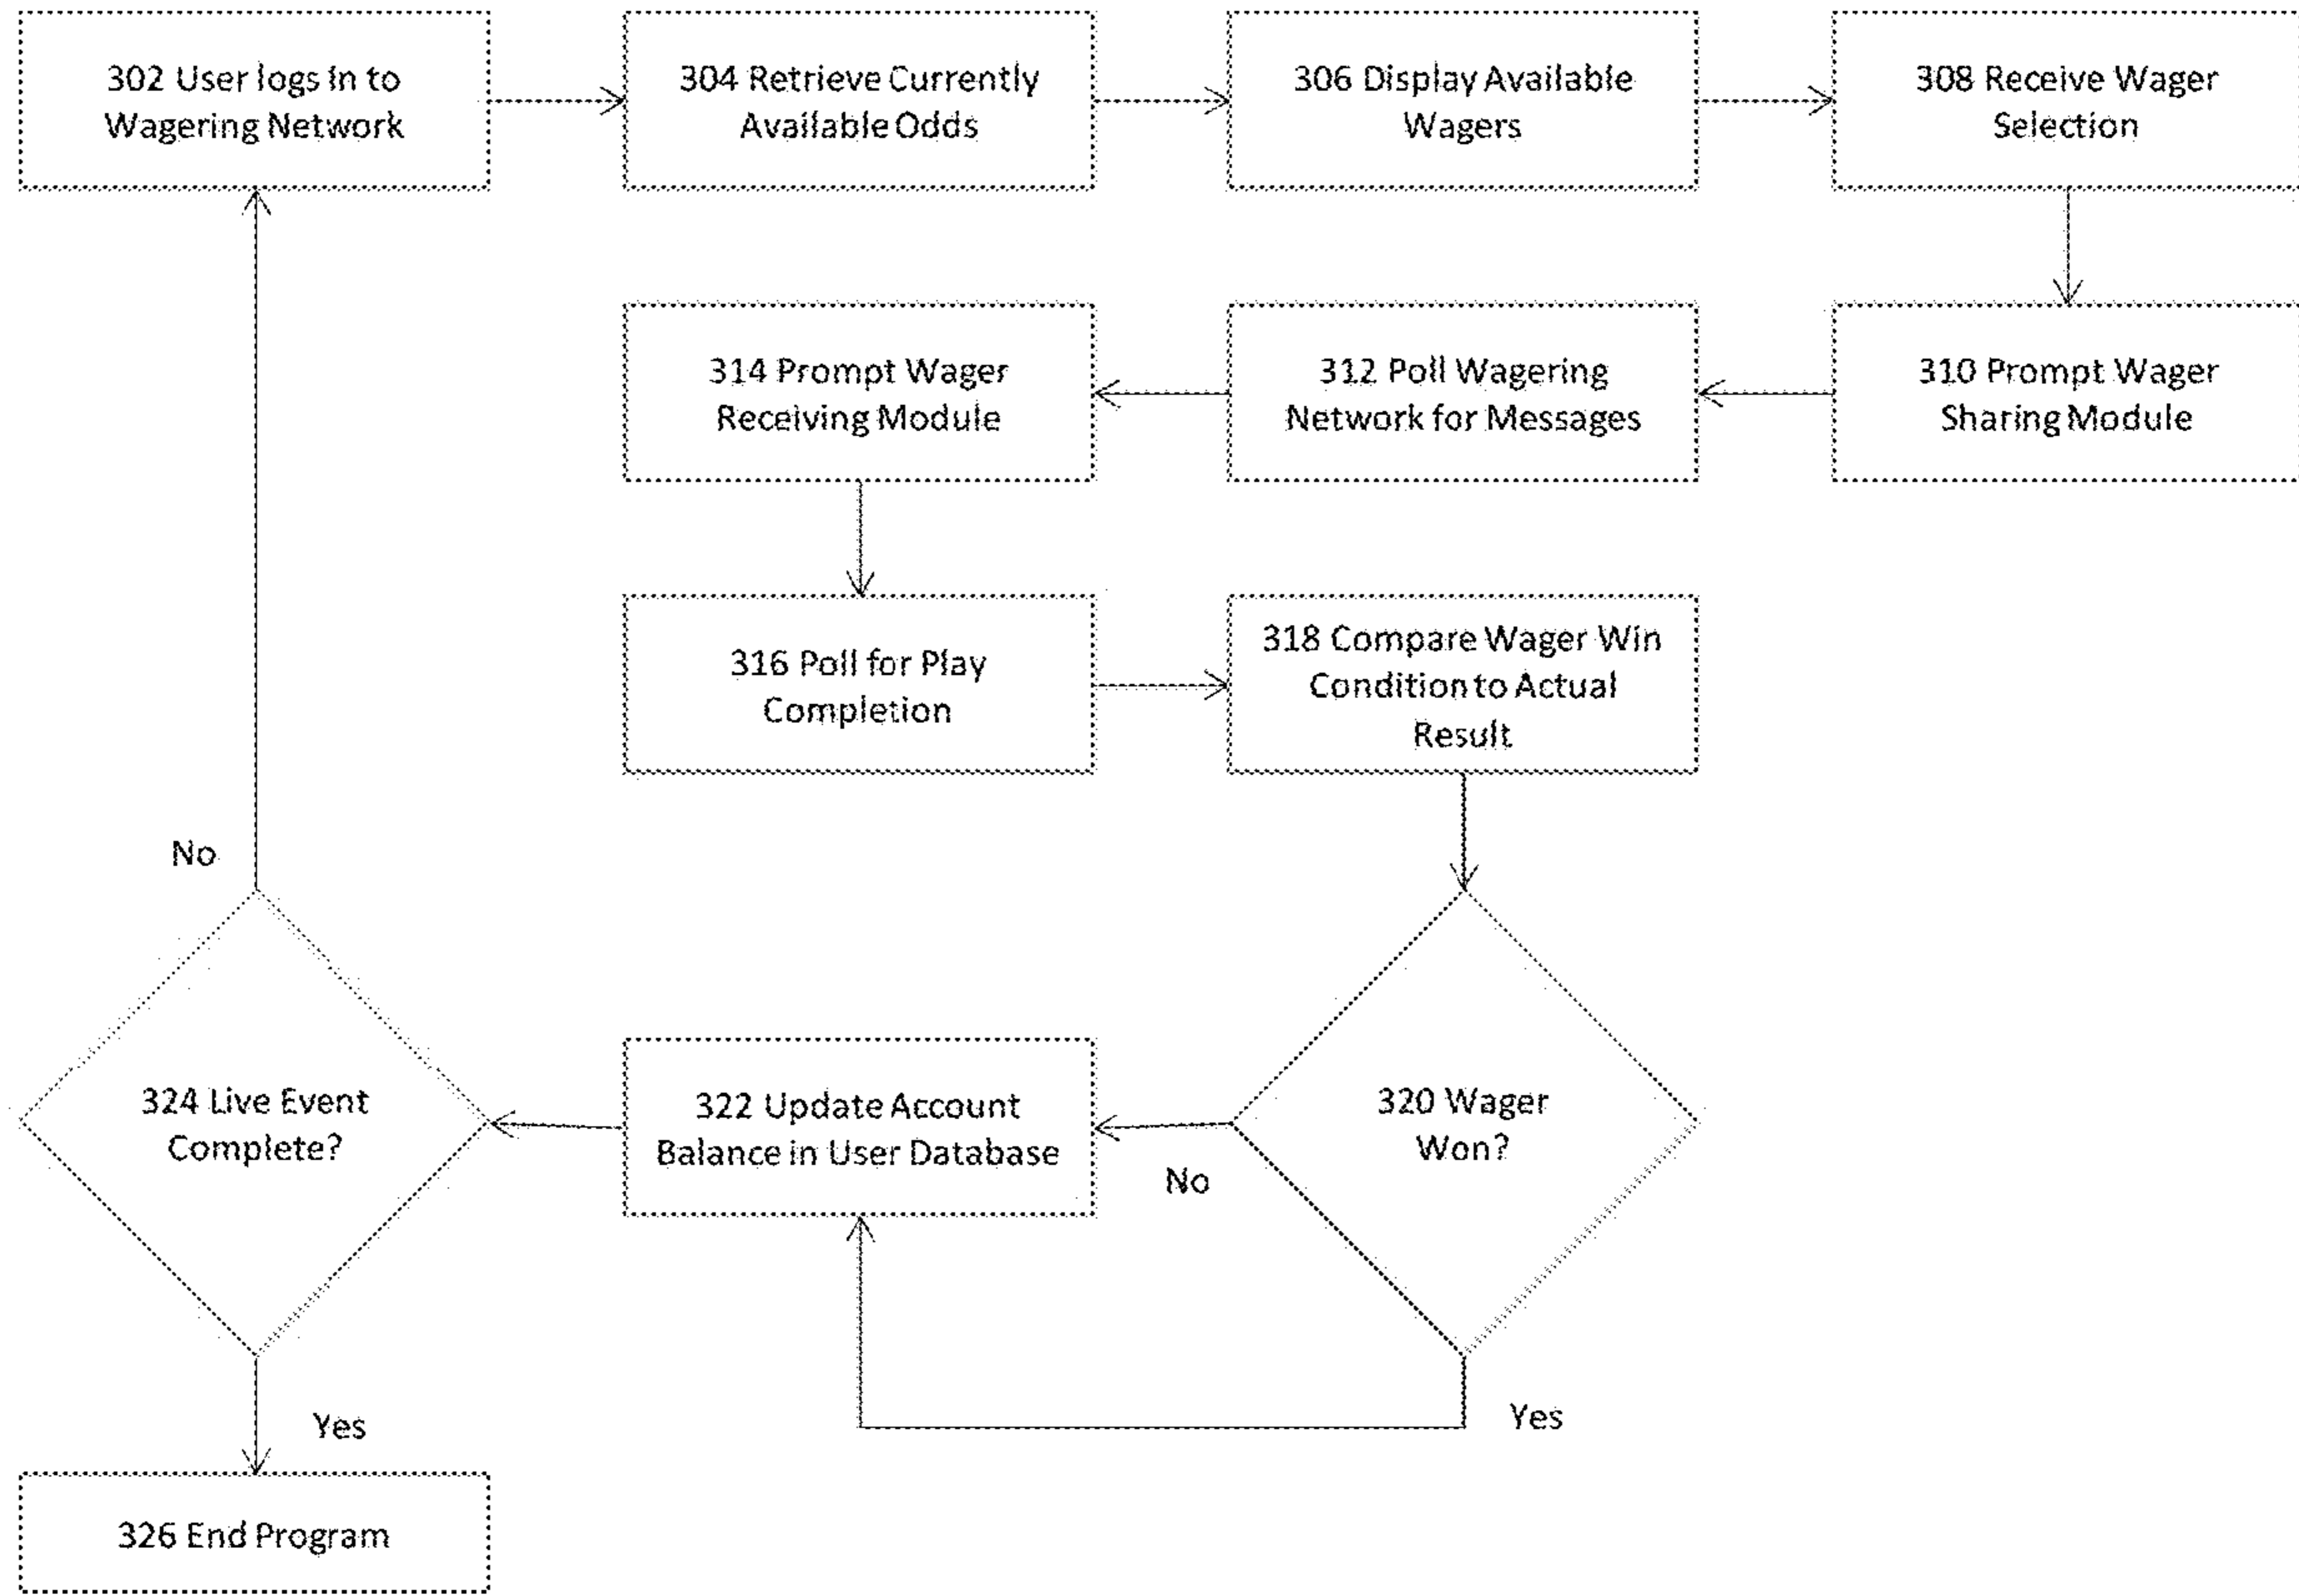 302 User logs in to
Wagering Network
304 Retrieve Currently
Available Odds
306 Display Available
Wagers
308 Receive Wager
Selection
314 Prompt Wager
Receiving Module
312 Poll Wagering
Network for Messages
310 Prompt Wager
Sharing Module
316 Poll for Play
Completion
318 Compare Wager Win
Condition to Actual
Result
No
324 Live Event
Complete?
322 Update Account
Balance in User Database
No
320 Wager
Won?
Yes
Yes
326 End Program